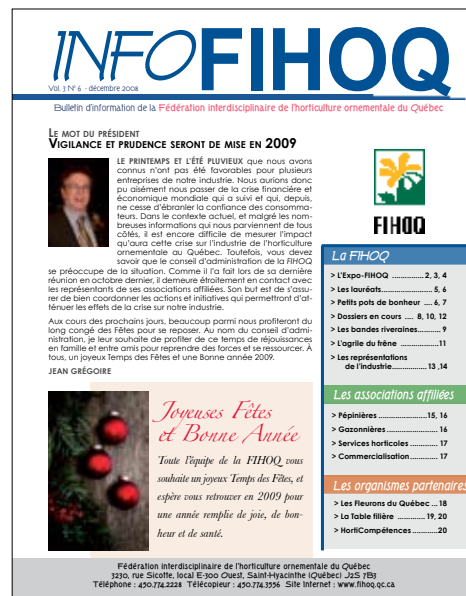 INFOFIHOQ
Vol. 3 N° 6 - décembre 2008
Bulletin d'information de la Fédération interdisciplinaire de l'horticulture ornementale du Québec
LE MOT DU PRÉSIDENT
VIGILANCE ET PRUDENCE SERONT DE MISE EN 2009
LE PRINTEMPS ET L'ÉTÉ PLUVIEUX que nous avons
connus n'ont pas été favorables pour plusieurs
entreprises de notre industrie. Nous aurions donc
pu aisément nous passer de la crise financière et
économique mondiale qui a suivi et qui, depuis,
ne cesse d'ébranler la confiance des consomma-
teurs. Dans le contexte actuel, et malgré les nom-
breuses informations qui nous parviennent de tous
côtés, il est encore difficile de mesurer l'impact
qu'aura cette crise sur l'industrie de l'horticulture
ornementale au Québec. Toutefois, vous devez
savoir que le conseil d'administration de la FIHOQ
se préoccupe de la situation. Comme il l'a fait lors de sa dernière
réunion en octobre dernier, il demeure étroitement en contact avec
les représentants de ses associations affiliées. Son but est de s'assu-
rer de bien coordonner les actions et initiatives qui permettront d'at-
ténuer les effets de la crise sur notre industrie.
Aux cours des prochains jours, beaucoup parmi nous profiteront du
long congé des Fêtes pour se reposer. Au nom du conseil d'admi-
nistration, je leur souhaite de profiter de ce temps de réjouissances
en famille et entre amis pour reprendre des forces et se ressourcer. À
tous, un joyeux Temps des Fêtes et une Bonne année 2009.
JEAN GRÉGOIRE
Joyeuses Fêtes
et Bonne Année
Toute l'équipe de la FIHOQ vous
souhaite un joyeux Temps des Fêtes, et
espère vous retrouver en 2009 pour
une année remplie de joie, de bon-
heur et de santé.
FIHOQ
La FIHOQ
> L'Expo-FIHOQ .............. 2, 3, 4
> Les lauréats.................... 5, 6
> Petits pots de bonheur .... 6, 7
> Dossiers en cours .... 8, 10, 12
> Les bandes riveraines.......... 9
> L'agrile du frêne ................11
> Les représentations
de l'industrie............... 13 ,14
Les associations affiliées
> Pépinières ..................... 15, 16
> Gazonnières .................... 16
> Services horticoles ............ 17
> Commercialisation ............ 17
Les organismes partenaires
> Les Fleurons du Québec ... 18
> La Table filière .............. 19, 20
> HortiCompétences ............20
Fédération interdisciplinaire de l'horticulture ornementale du Québec
3230, rue Sicotte, local E-300 Ouest, Saint-Hyacinthe (Québec) J2S 7B3
Téléphone : 450.774.2228 Télécopieur : 450.774.3556 Site Internet : www.fihoq.qc.ca